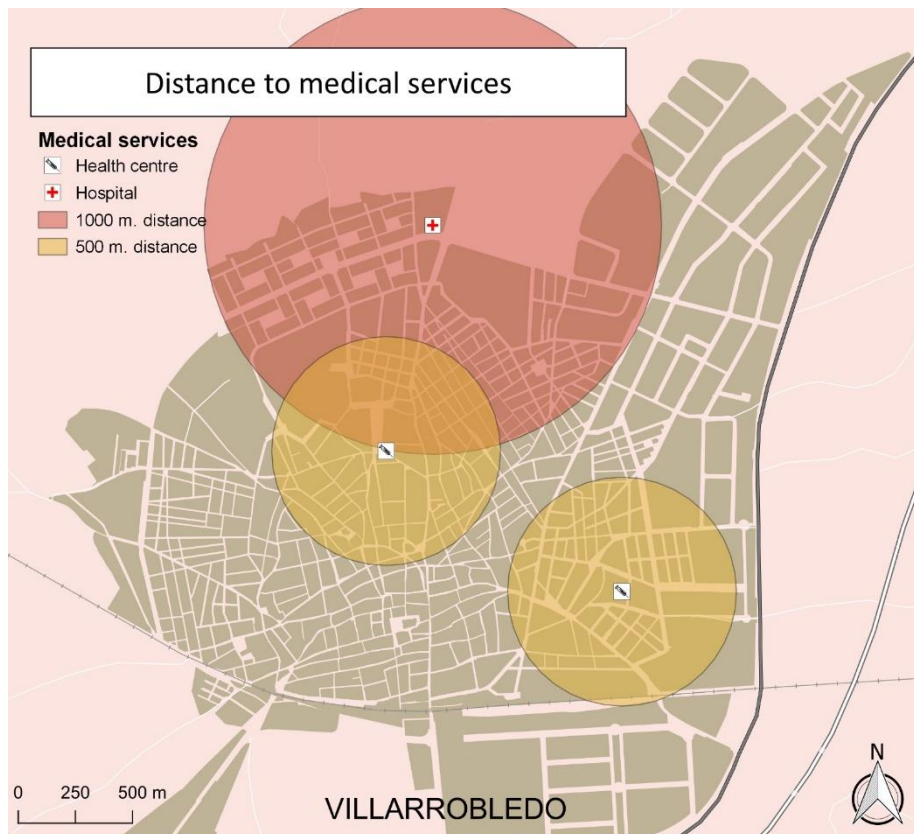 Distance to medical services
Medical services
Health centre
Hospital
1000 m. distance
500 m. distance
N
0 250 500 m
VILLARROBLEDO